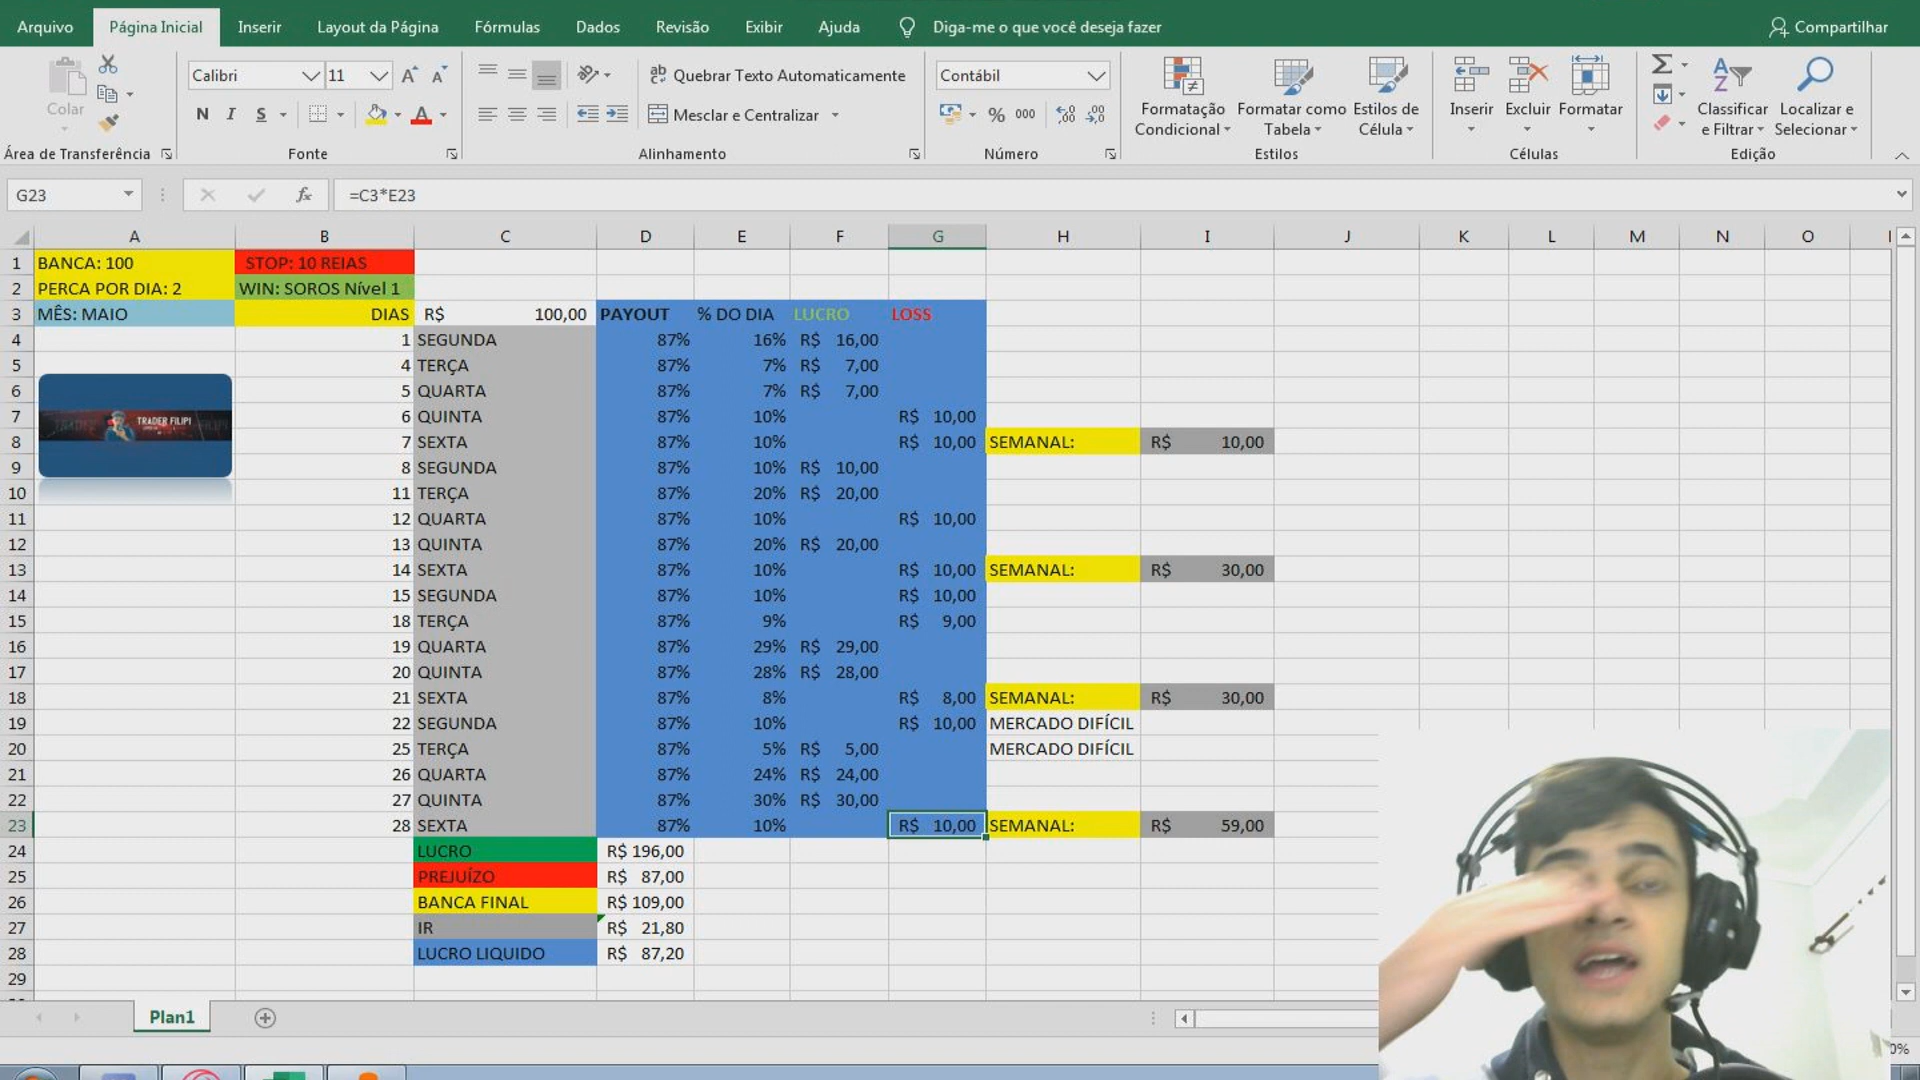 Arquivo Página Inicial Inserir Layout da Página Fórmulas Dados Revisão Exibir Ajuda Diga-me o que você deseja fazer Compartilhar
Colar
Calibri 11
N I S
Quebrar Texto Automaticamente
Mesclar e Centralizar
Contábil
% 000
Formatação Condicional
Formatar como Tabela
Estilos de Célula
Inserir Excluir Formatar
Classificar e Filtrar
Localizar e Selecionar
Área de Transferência Fonte Alinhamento Número Estilos Células Edição
G23 fx =C3*E23
A B C D E F G H I J K L M N O
1 BANCA: 100 STOP: 10 REIAS
2 PERCA POR DIA: 2 WIN: SOROS Nível 1
3 MÊS: MAIO DIAS R$ 100,00 PAYOUT % DO DIA LUCRO LOSS
4 1 SEGUNDA 87% 16% R$ 16,00
5 4 TERÇA 87% 7% R$ 7,00
6 5 QUARTA 87% 7% R$ 7,00
TRADER FILIPI
7 6 QUINTA 87% 10% R$ 10,00
8 7 SEXTA 87% 10% R$ 10,00 SEMANAL: R$ 10,00
9 8 SEGUNDA 87% 10% R$ 10,00
10 11 TERÇA 87% 20% R$ 20,00
11 12 QUARTA 87% 10% R$ 10,00
12 13 QUINTA 87% 20% R$ 20,00
13 14 SEXTA 87% 10% R$ 10,00 SEMANAL: R$ 30,00
14 15 SEGUNDA 87% 10% R$ 10,00
15 18 TERÇA 87% 9% R$ 9,00
16 19 QUARTA 87% 29% R$ 29,00
17 20 QUINTA 87% 28% R$ 28,00
18 21 SEXTA 87% 8% R$ 8,00 SEMANAL: R$ 30,00
19 22 SEGUNDA 87% 10% R$ 10,00 MERCADO DIFÍCIL
20 25 TERÇA 87% 5% R$ 5,00 MERCADO DIFÍCIL
21 26 QUARTA 87% 24% R$ 24,00
22 27 QUINTA 87% 30% R$ 30,00
23 28 SEXTA 87% 10% R$ 10,00 SEMANAL: R$ 59,00
24 LUCRO R$ 196,00
25 PREJUÍZO R$ 87,00
26 BANCA FINAL R$ 109,00
27 IR R$ 21,80
28 LUCRO LIQUIDO R$ 87,20
29
Plan1